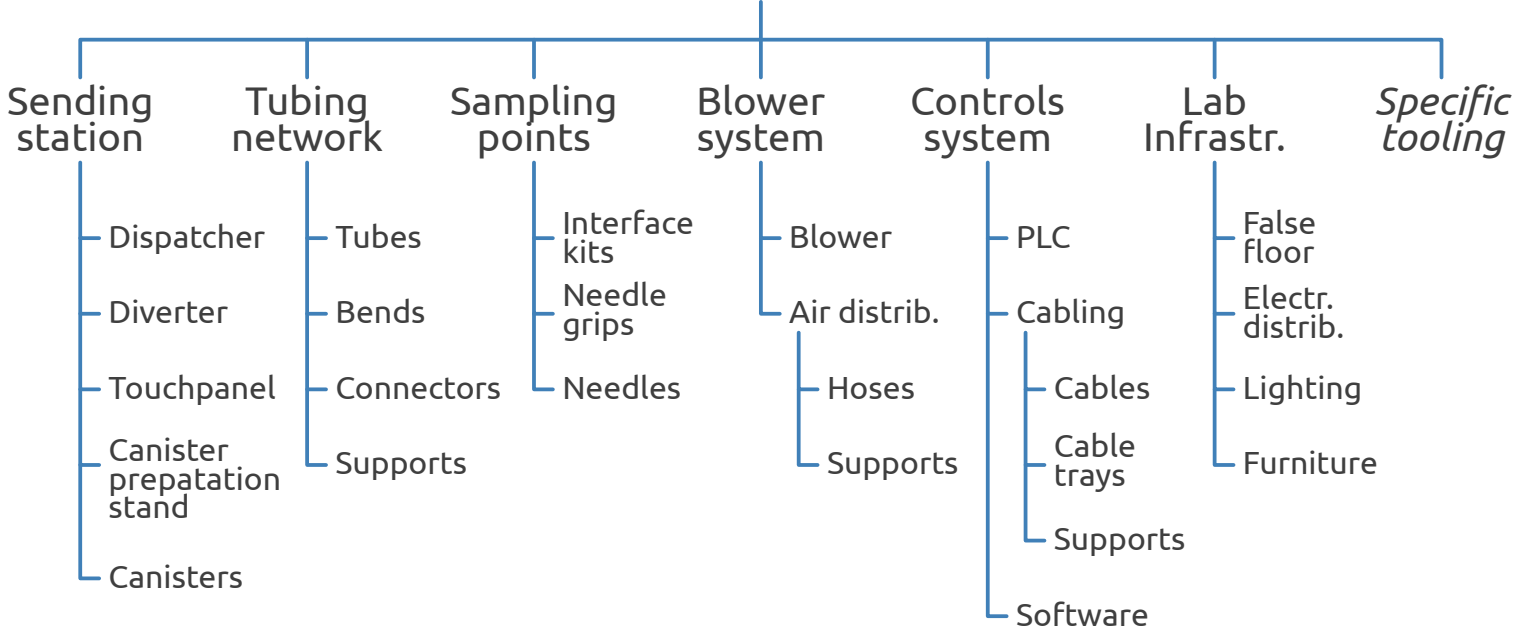 Sending
station
Tubing
network
Sampling
points
Blower
system
Controls
system
Lab
Infrastr.
Specific
tooling
Dispatcher
Diverter
Touchpanel
Canister
prepatation
stand
Canisters
Tubes
Bends
Connectors
Supports
Interface
kits
Needle
grips
Needles
Blower
Air distrib.
Hoses
Supports
PLC
Cabling
Cables
Cable
trays
Supports
Software
False
floor
Electr.
distrib.
Lighting
Furniture